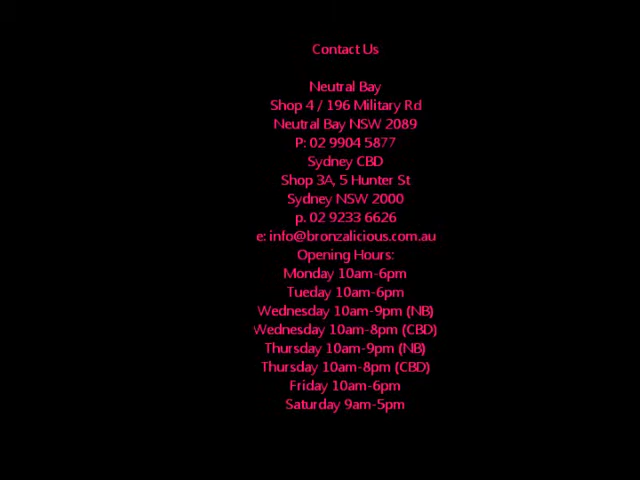 Contact Us
Neutral Bay
Shop 4 / 196 Military Rd
Neutral Bay NSW 2089
P: 02 9904 5877
Sydney CBD
Shop 3A, 5 Hunter St
Sydney NSW 2000
p. 02 9233 6626
e: info@bronzalicious.com.au
Opening Hours:
Monday 10am-6pm
Tueday 10am-6pm
Wednesday 10am-9pm (NB)
Wednesday 10am-8pm (CBD)
Thursday 10am-9pm (NB)
Thursday 10am-8pm (CBD)
Friday 10am-6pm
Saturday 9am-5pm